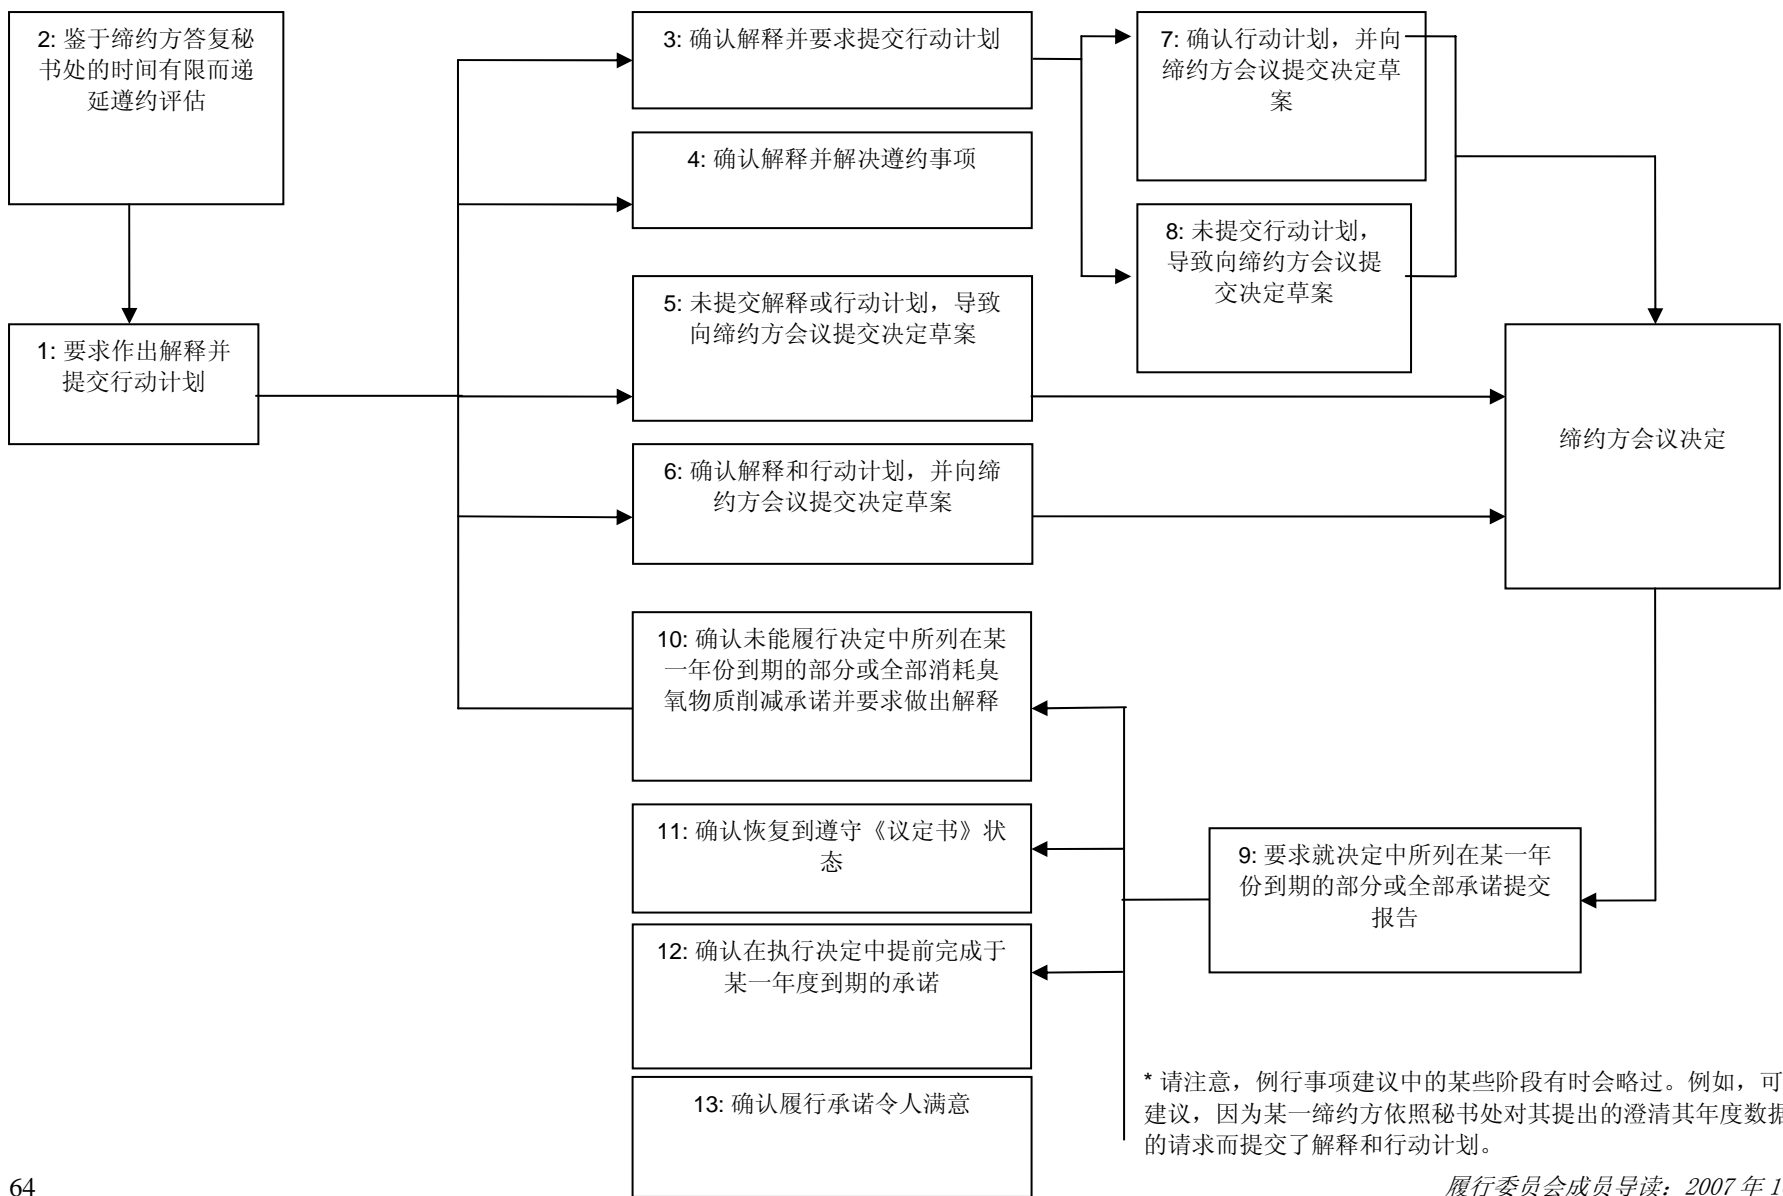 2: 鉴于缔约方答复秘
书处的时间有限而递
延遵约评估
1: 要求作出解释并
提交行动计划
3: 确认解释并要求提交行动计划
4: 确认解释并解决遵约事项
5: 未提交解释或行动计划，导致
向缔约方会议提交决定草案
6: 确认解释和行动计划，并向缔
约方会议提交决定草案
7: 确认行动计划，并向
缔约方会议提交决定草
案
8: 未提交行动计划，
导致向缔约方会议提
交决定草案
缔约方会议决定
10: 确认未能履行决定中所列在某
一年份到期的部分或全部消耗臭
氧物质削减承诺并要求做出解释
11: 确认恢复到遵守《议定书》状
态
12: 确认在执行决定中提前完成于
某一年度到期的承诺
13: 确认履行承诺令人满意
9: 要求就决定中所列在某一年
份到期的部分或全部承诺提交
报告
* 请注意，例行事项建议中的某些阶段有时会略过。例如，可
建议，因为某一缔约方依照秘书处对其提出的澄清其年度数据
的请求而提交了解释和行动计划。
64
履行委员会成员导读：2007 年 1